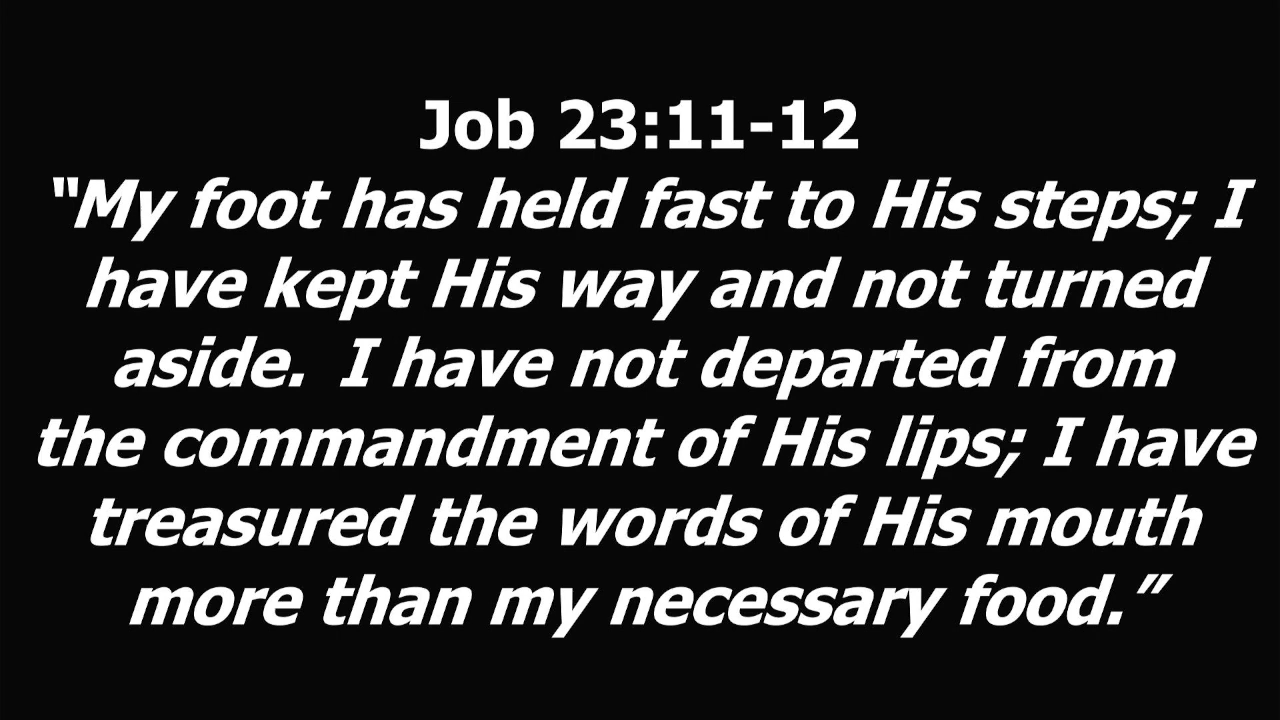 Job 23:11-12
“My foot has held fast to His steps; I
have kept His way and not turned
aside.  I have not departed from
the commandment of His lips; I have
treasured the words of His mouth
more than my necessary food.”